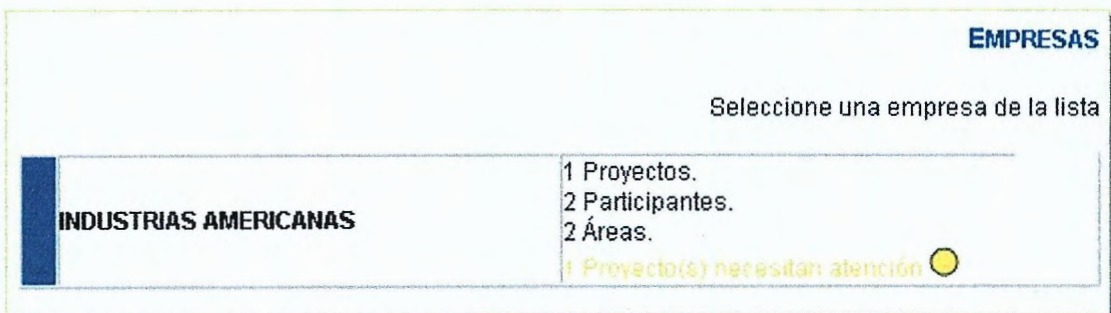 EMPRESAS
Seleccione una empresa de la lista
INDUSTRIAS AMERICANAS
1 Proyectos.
2 Participantes.
2 Áreas.
1 Proyecto(s) necesitan atención